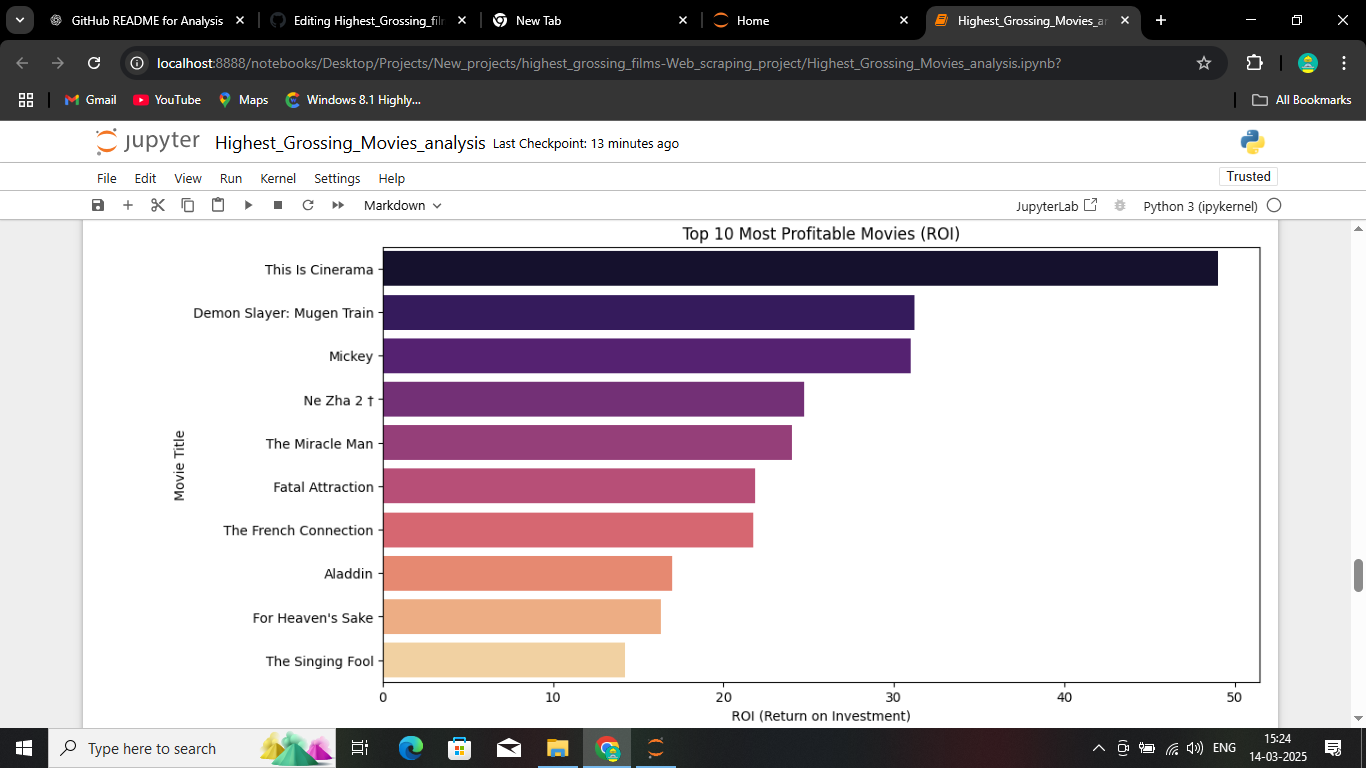 GitHub README for Analysis
Editing Highest_Grossing_filr
New Tab
Home
Highest_Grossing_Movies_ar
localhost:8888/notebooks/Desktop/Projects/New_projects/highest_grossing_films-Web_scraping_project/Highest_Grossing_Movies_analysis.ipynb?
Gmail
YouTube
Maps
Windows 8.1 Highly...
All Bookmarks
jupyter
Highest_Grossing_Movies_analysis
Last Checkpoint: 13 minutes ago
File Edit View Run Kernel Settings Help
Trusted
Markdown
JupyterLab
Python 3 (ipykernel)
Top 10 Most Profitable Movies (ROI)
Movie Title
This Is Cinerama
Demon Slayer: Mugen Train
Mickey
Ne Zha 2 †
The Miracle Man
Fatal Attraction
The French Connection
Aladdin
For Heaven's Sake
The Singing Fool
0 10 20 30 40 50
ROI (Return on Investment)
Type here to search
ENG
15:24
14-03-2025